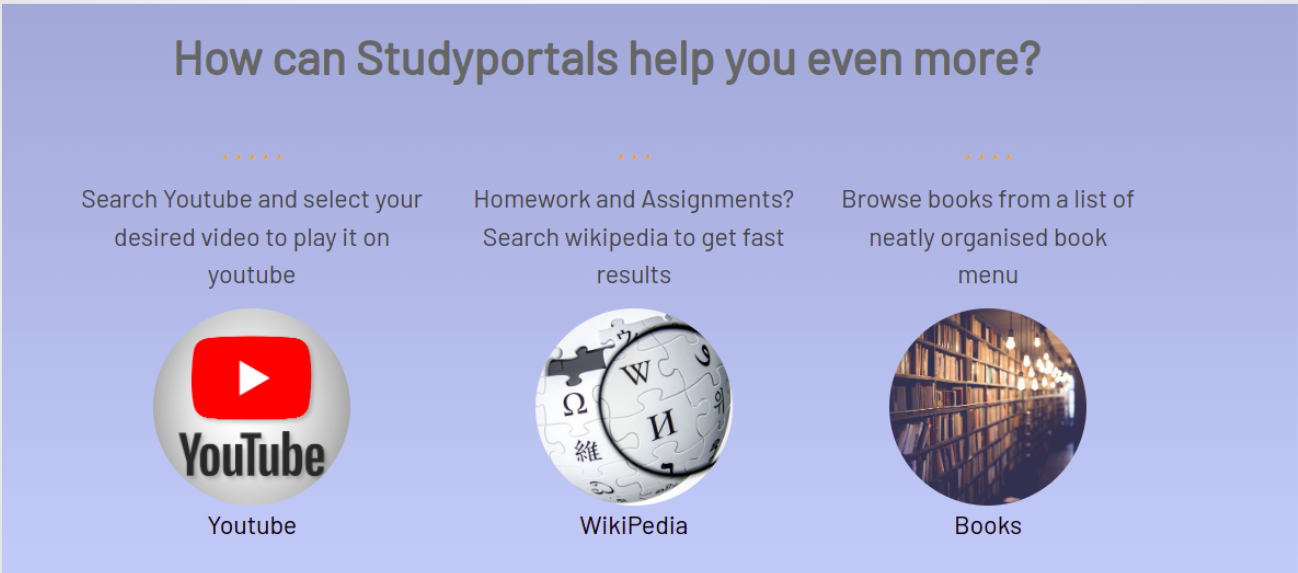 How can Studyportals help you even more?
Search Youtube and select your
desired video to play it on
youtube
Homework and Assignments?
Search wikipedia to get fast
results
Browse books from a list of
neatly organised book
menu
YouTube
W
Ω
И
維
Youtube
WikiPedia
Books